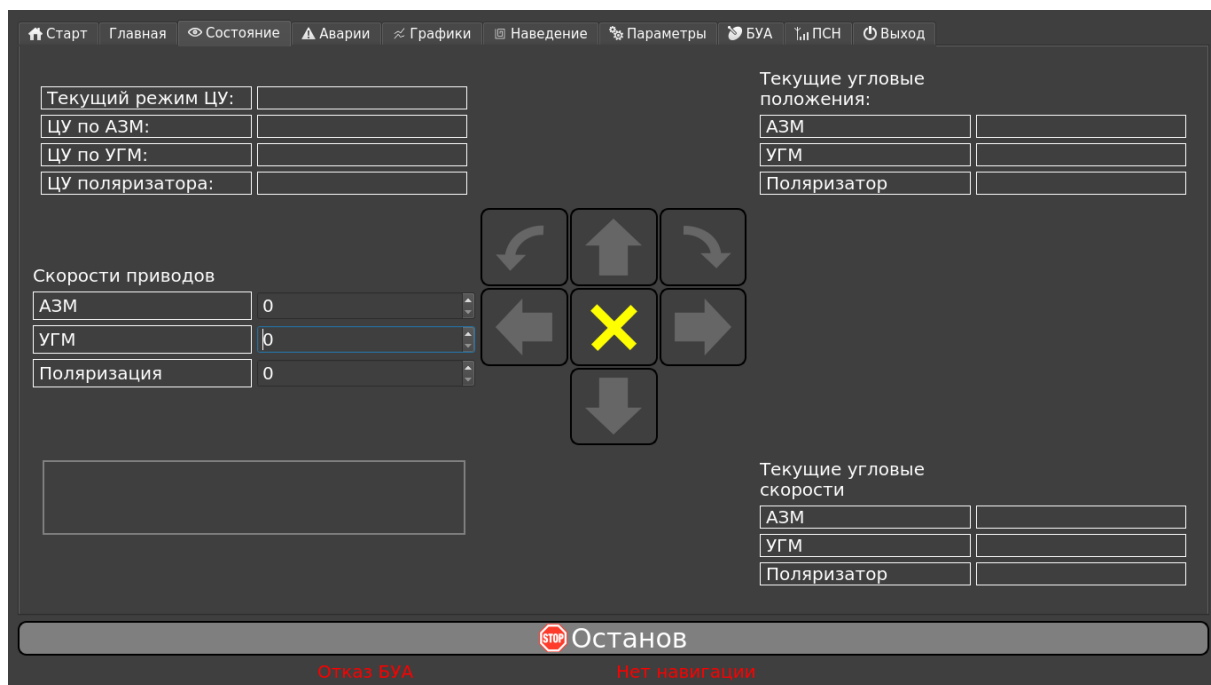 Старт Главная Состояние Аварии Графики Наведение Параметры БУА ПСН Выход
Текущий режим ЦУ:
ЦУ по АЗМ:
ЦУ по УГМ:
ЦУ поляризатора:
Текущие угловые
положения:
АЗМ
УГМ
Поляризатор
Скорости приводов
АЗМ 0
УГМ 0
Поляризация 0
Текущие угловые
скорости
АЗМ
УГМ
Поляризатор
STOP Останов
Отказ БУА Нет навигации